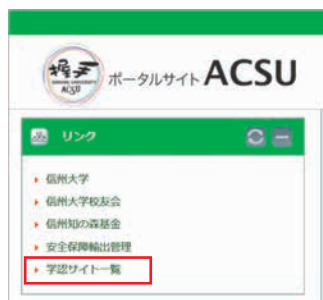 ACSU
ポータルサイト ACSU
リンク
信州大学
信州大学校友会
信州知の森基金
安全保障輸出管理
学認サイト一覧